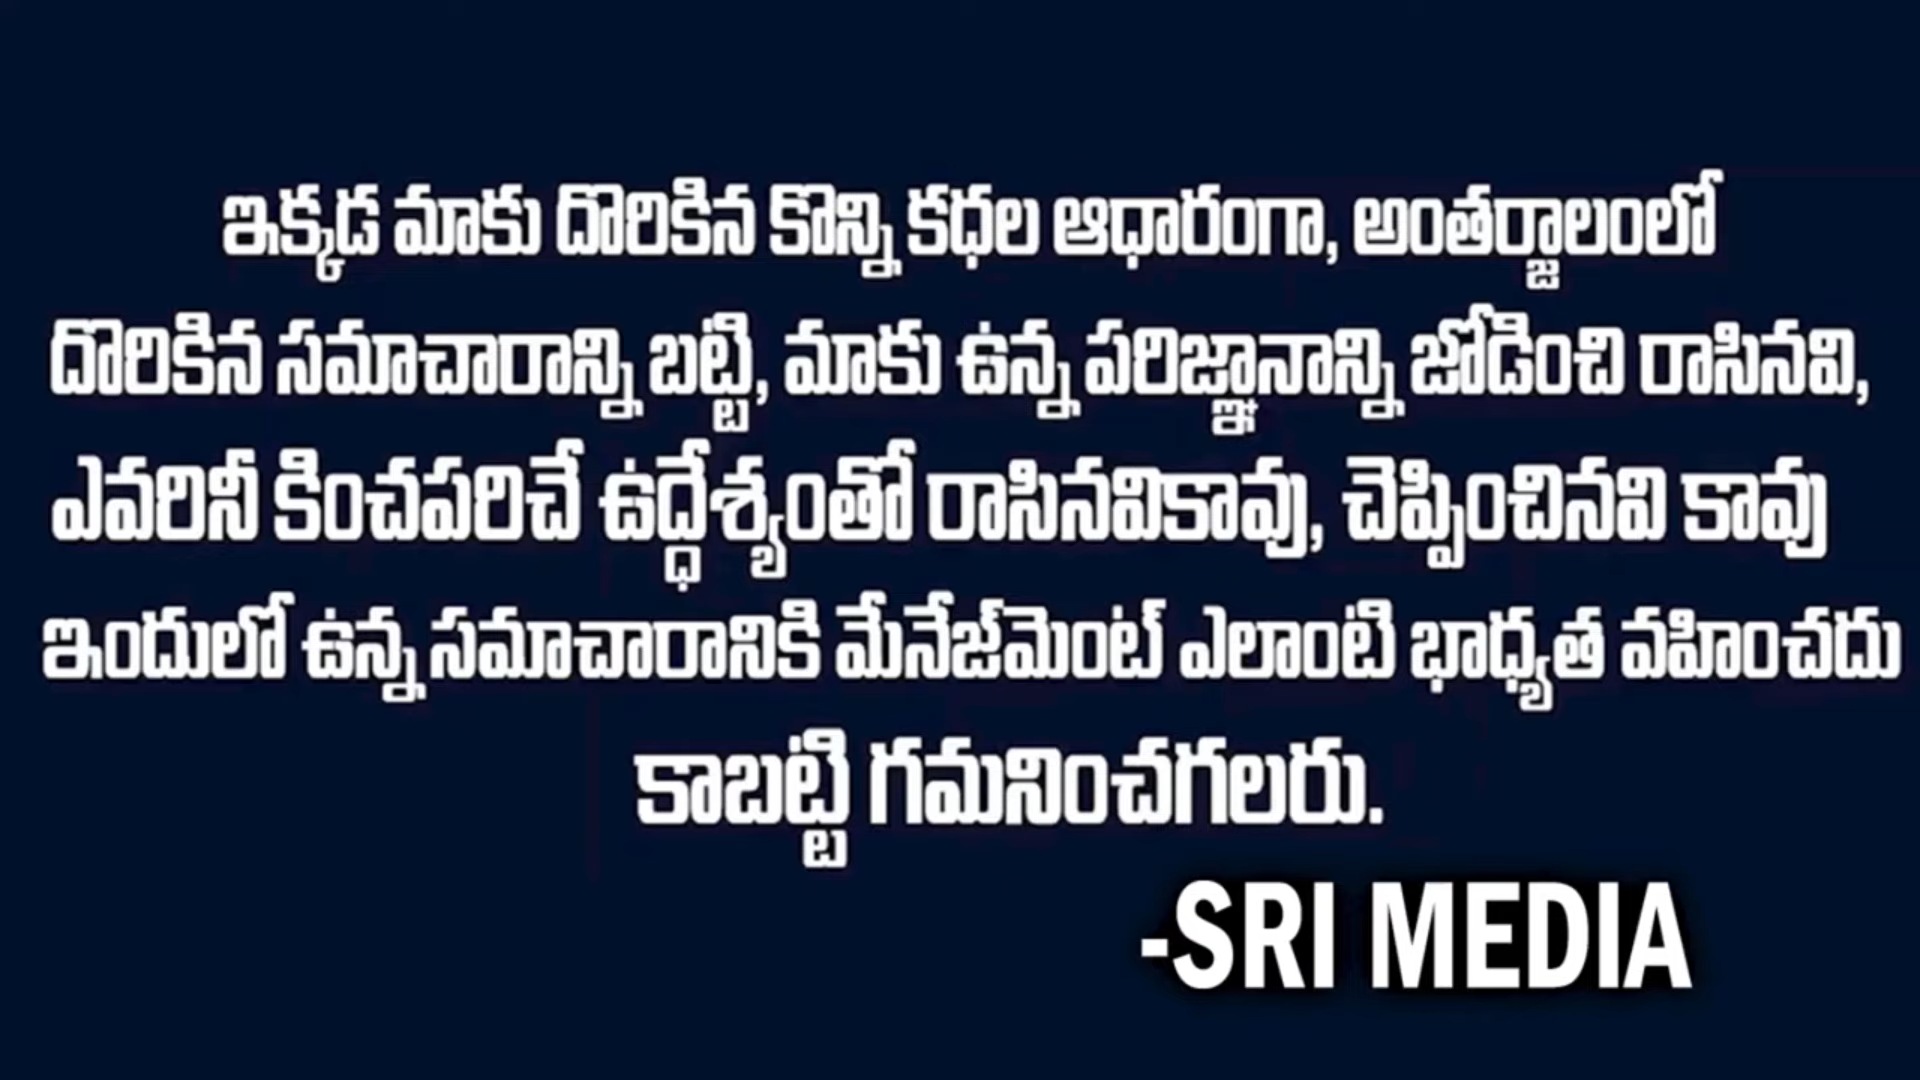 ఇక్కడ మాకు దొరికిన కొన్ని కధల ఆధారంగా, అంతర్జాలంలో
దొరికిన సమాచారాన్ని బట్టి, మాకు ఉన్న పరిజ్ఞానాన్ని జోడించి రాసినవి,
ఎవరినీ కించపరిచే ఉద్ధేశ్యంతో రాసినవికావు, చెప్పించినవి కావు
ఇందులో ఉన్న సమాచారానికి మేనేజ్‌మెంట్ ఎలాంటి భాధ్యత వహించదు
కాబట్టి గమనించగలరు.
-SRI MEDIA